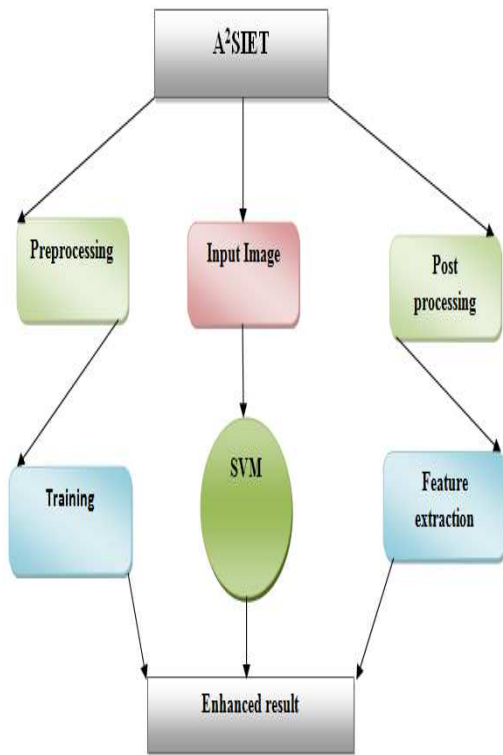 A²SIET
Preprocessing
Input Image
Post
processing
Training
SVM
Feature
extraction
Enhanced result